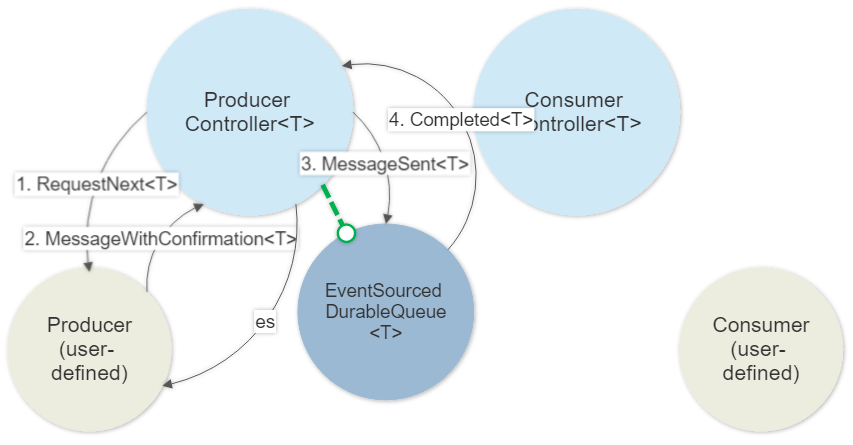 Producer
Controller<T>
Consumer
ontroller<T>
4. Completed<T>
3. MessageSent<T>
1. RequestNext<T>
2. MessageWithConfirmation<T>
EventSourced
DurableQueue
<T>
es
Producer
(user-
defined)
Consumer
(user-
defined)